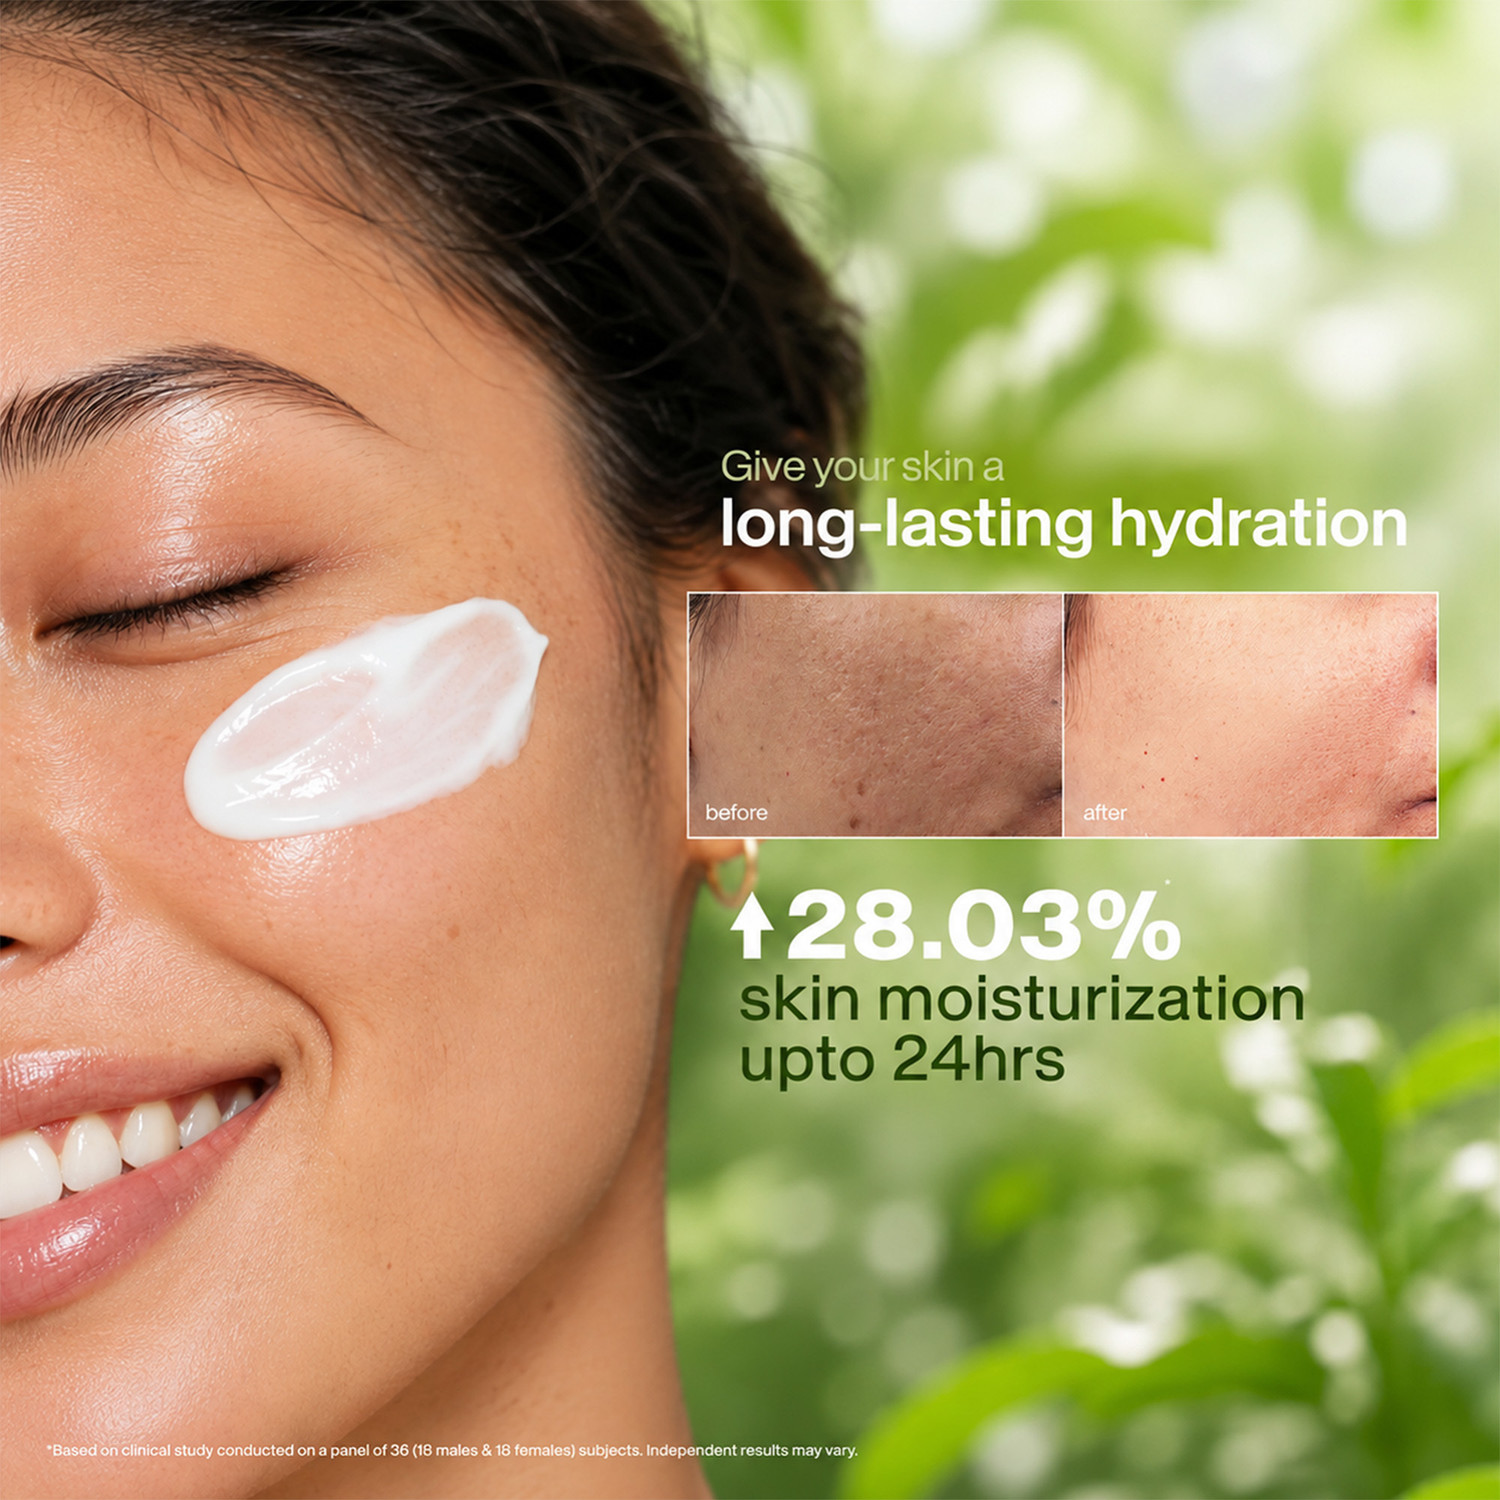 Give your skin a
long-lasting hydration
before
after
↑28.03%*
skin moisturization
upto 24hrs
*Based on clinical study conducted on a panel of 36 (18 males & 18 females) subjects. Independent results may vary.